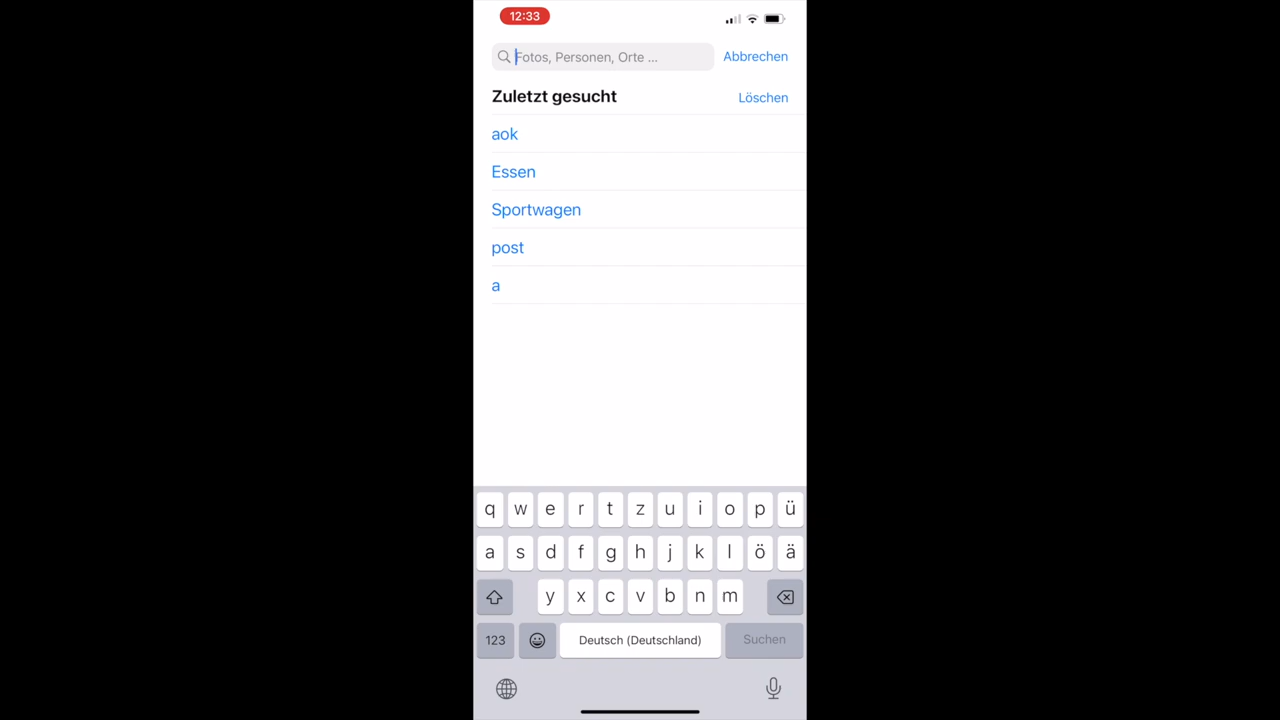 12:33
Fotos, Personen, Orte ...
Abbrechen
Zuletzt gesucht
Löschen
aok
Essen
Sportwagen
post
a
q w e r t z u i o p ü
a s d f g h j k l ö ä
y x c v b n m
123
Deutsch (Deutschland)
Suchen